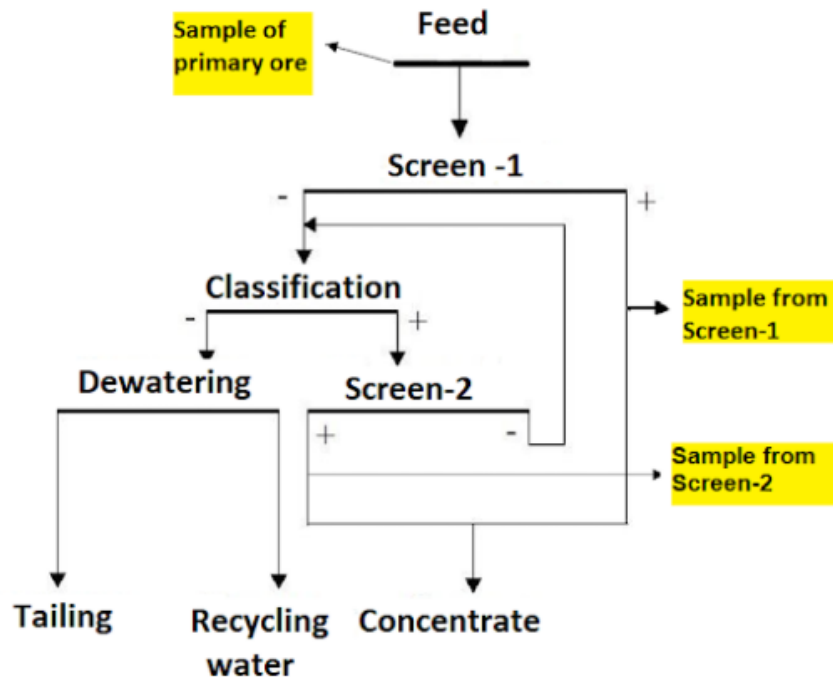 Sample of
primary ore
Feed
Screen -1
-
+
Classification
-
+
Sample from
Screen-1
Dewatering
Screen-2
+
-
Sample from
Screen-2
Tailing
Recycling
water
Concentrate